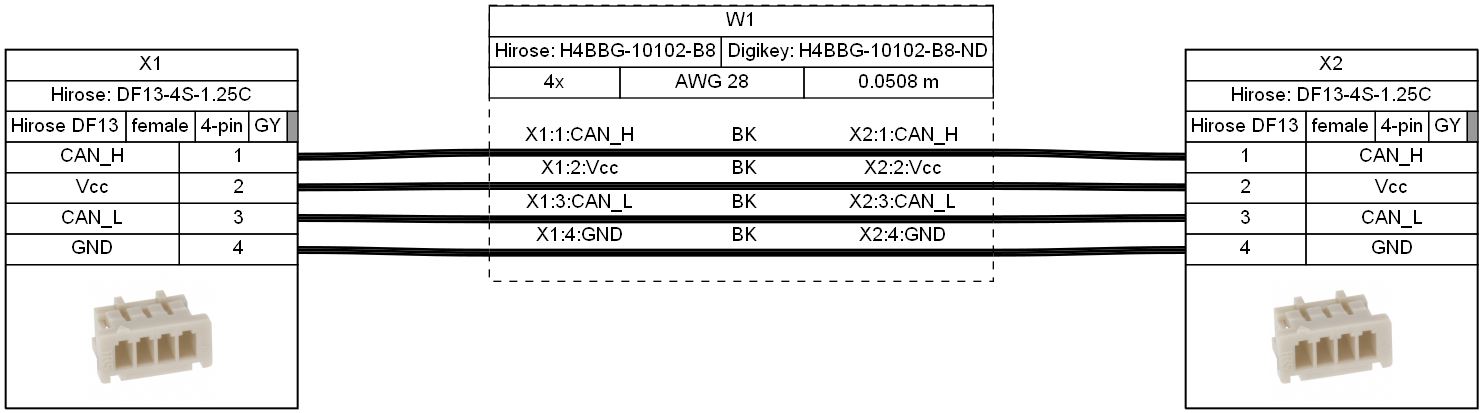 W1
Hirose: H4BBG-10102-B8 Digikey: H4BBG-10102-B8-ND
4x AWG 28 0.0508 m
X1
Hirose: DF13-4S-1.25C
Hirose DF13 female 4-pin GY
CAN_H 1
Vcc 2
CAN_L 3
GND 4
X1:1:CAN_H BK X2:1:CAN_H
X1:2:Vcc BK X2:2:Vcc
X1:3:CAN_L BK X2:3:CAN_L
X1:4:GND BK X2:4:GND
X2
Hirose: DF13-4S-1.25C
Hirose DF13 female 4-pin GY
1 CAN_H
2 Vcc
3 CAN_L
4 GND